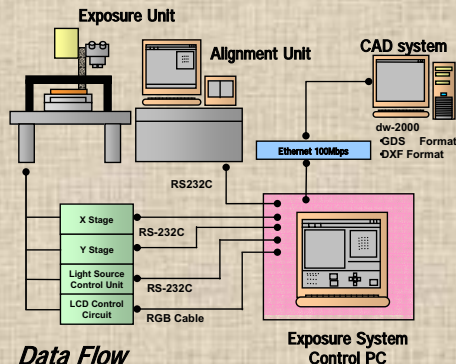 Exposure Unit
Alignment Unit
CAD system
dw-2000
•GDS Format
•DXF Format
Ethernet 100Mbps
RS232C
X Stage
RS-232C
Y Stage
Light Source
Control Unit
RS-232C
LCD Control
Circuit
RGB Cable
Exposure System
Control PC
Data Flow